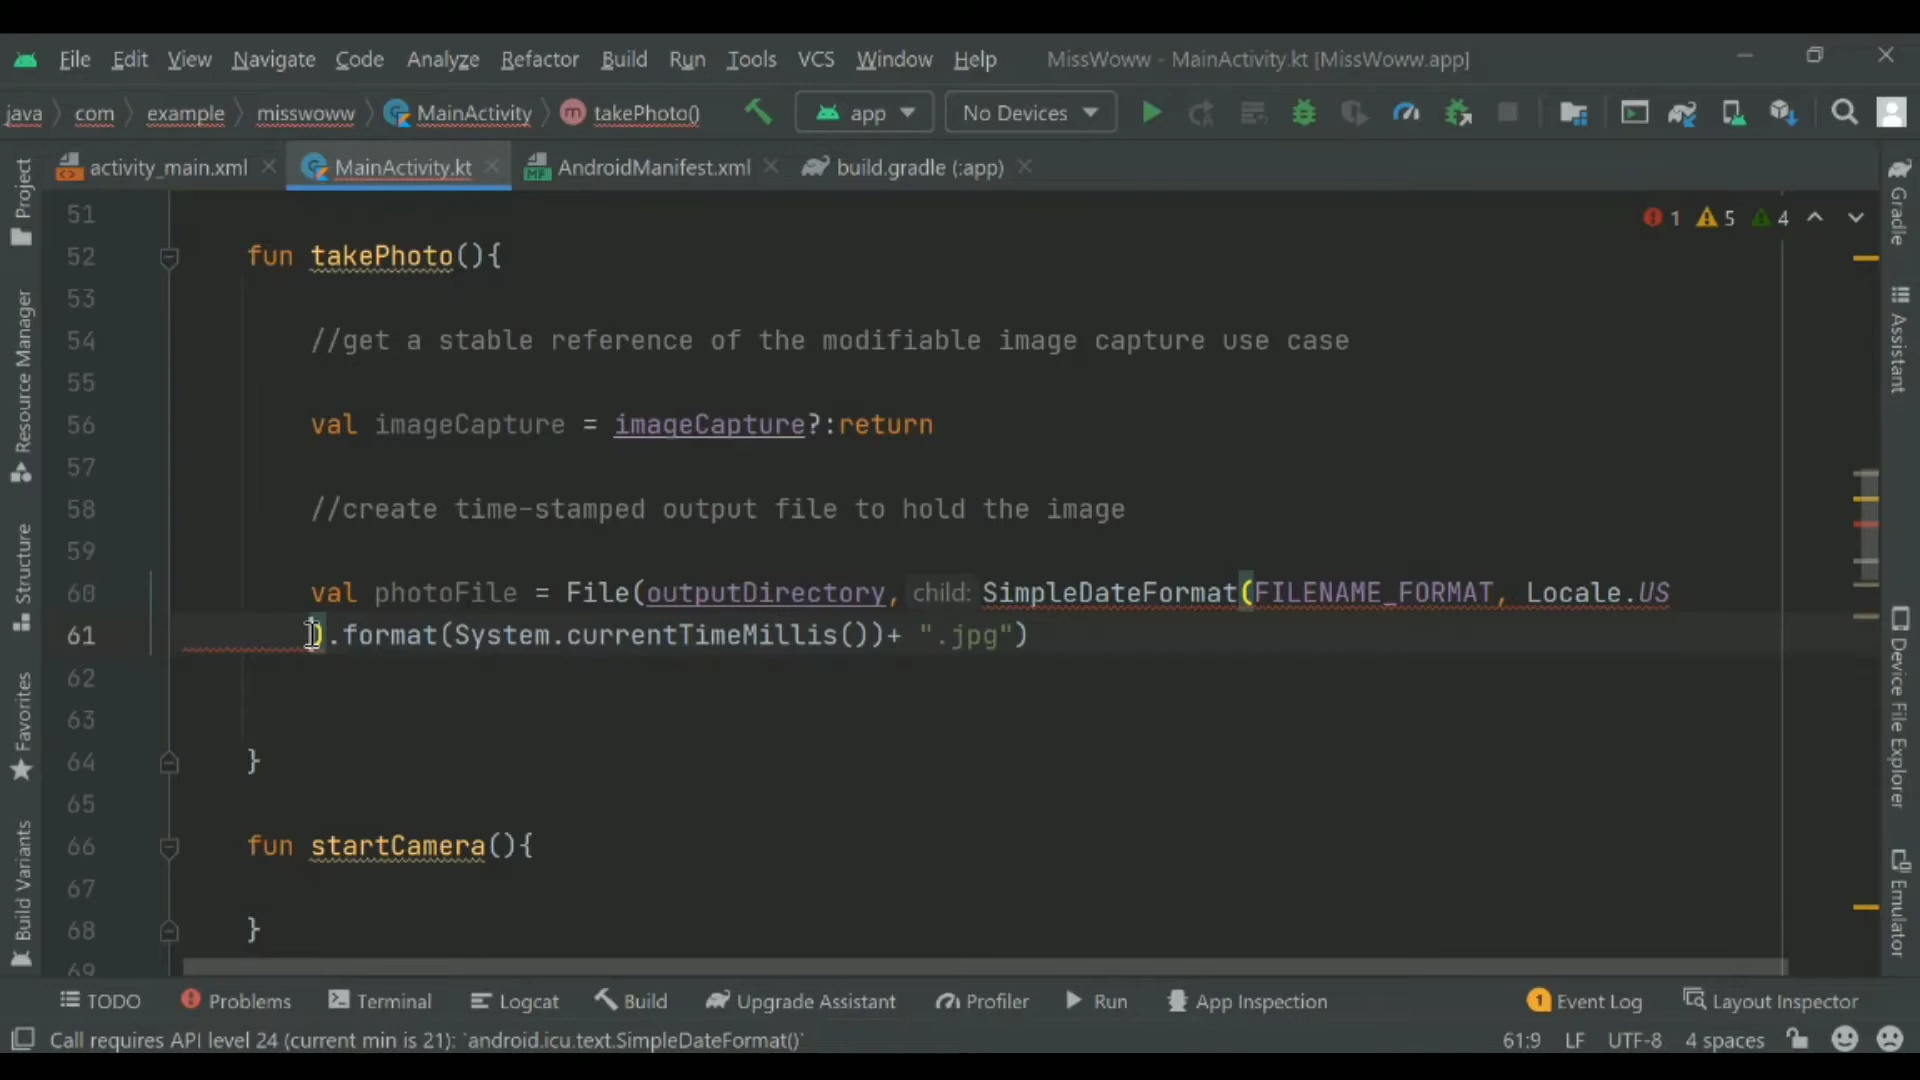 File Edit View Navigate Code Analyze Refactor Build Run Tools VCS Window Help MissWoww - MainActivity.kt [MissWoww.app]
java com example misswoww MainActivity takePhoto() app No Devices
activity_main.xml MainActivity.kt AndroidManifest.xml build.gradle (:app)
Project
Resource Manager
Structure
Favorites
Build Variants
51
1 5 4
52 fun takePhoto(){
53
54 //get a stable reference of the modifiable image capture use case
55
56 val imageCapture = imageCapture?:return
57
58 //create time-stamped output file to hold the image
59
60 val photoFile = File(outputDirectory, child: SimpleDateFormat(FILENAME_FORMAT, Locale.US
61 ).format(System.currentTimeMillis())+ ".jpg")
62
63
64 }
65
66 fun startCamera(){
67
68 }
69
Gradle
Assistant
Device File Explorer
Emulator
TODO Problems Terminal Logcat Build Upgrade Assistant Profiler Run App Inspection 1 Event Log Layout Inspector
Call requires API level 24 (current min is 21): `android.icu.text.SimpleDateFormat()` 61:9 LF UTF-8 4 spaces